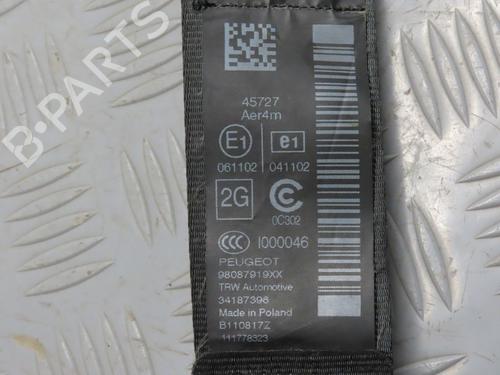 B-PARTS
45727
Aer4m
E1 e1
061102 041102
2G C
0C302
CCC I000046
PEUGEOT
98087919XX
TRW Automotive
34187396
Made in Poland
B110817Z
111778323